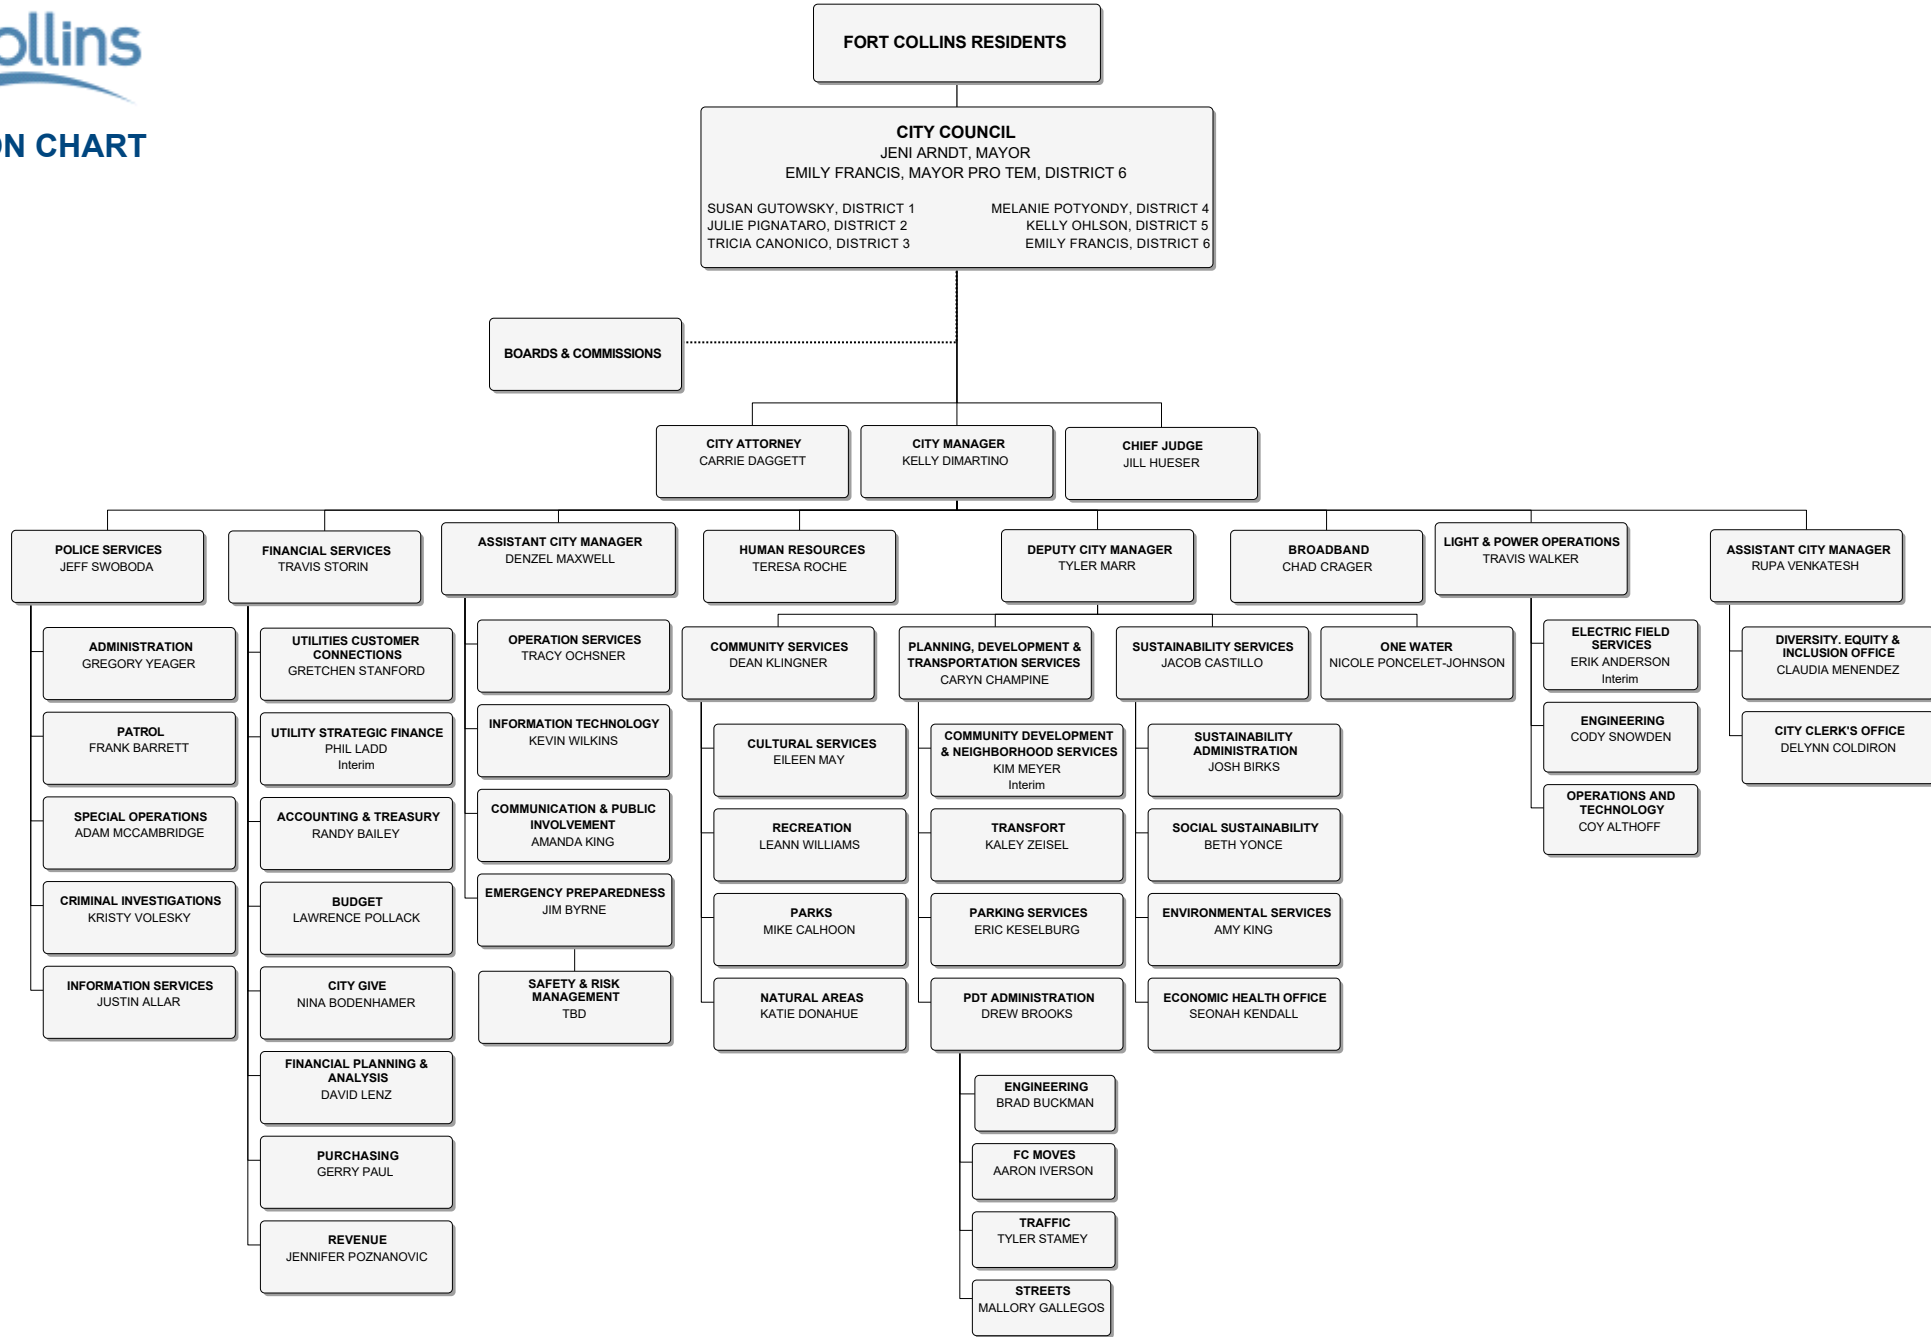 ollins
ON CHART
FORT COLLINS RESIDENTS
CITY COUNCIL
JENI ARNDT, MAYOR
EMILY FRANCIS, MAYOR PRO TEM, DISTRICT 6
SUSAN GUTOWSKY, DISTRICT 1
JULIE PIGNATARO, DISTRICT 2
TRICIA CANONICO, DISTRICT 3
MELANIE POTYONDY, DISTRICT 4
KELLY OHLSON, DISTRICT 5
EMILY FRANCIS, DISTRICT 6
BOARDS & COMMISSIONS
CITY ATTORNEY
CARRIE DAGGETT
CITY MANAGER
KELLY DIMARTINO
CHIEF JUDGE
JILL HUESER
POLICE SERVICES
JEFF SWOBODA
FINANCIAL SERVICES
TRAVIS STORIN
ASSISTANT CITY MANAGER
DENZEL MAXWELL
HUMAN RESOURCES
TERESA ROCHE
DEPUTY CITY MANAGER
TYLER MARR
BROADBAND
CHAD CRAGER
LIGHT & POWER OPERATIONS
TRAVIS WALKER
ASSISTANT CITY MANAGER
RUPA VENKATESH
ADMINISTRATION
GREGORY YEAGER
PATROL
FRANK BARRETT
SPECIAL OPERATIONS
ADAM MCCAMBRIDGE
CRIMINAL INVESTIGATIONS
KRISTY VOLESKY
INFORMATION SERVICES
JUSTIN ALLAR
UTILITIES CUSTOMER
CONNECTIONS
GRETCHEN STANFORD
UTILITY STRATEGIC FINANCE
PHIL LADD
Interim
ACCOUNTING & TREASURY
RANDY BAILEY
BUDGET
LAWRENCE POLLACK
CITY GIVE
NINA BODENHAMER
FINANCIAL PLANNING &
ANALYSIS
DAVID LENZ
PURCHASING
GERRY PAUL
REVENUE
JENNIFER POZNANOVIC
OPERATION SERVICES
TRACY OCHSNER
INFORMATION TECHNOLOGY
KEVIN WILKINS
COMMUNICATION & PUBLIC
INVOLVEMENT
AMANDA KING
EMERGENCY PREPAREDNESS
JIM BYRNE
SAFETY & RISK
MANAGEMENT
TBD
COMMUNITY SERVICES
DEAN KLINGNER
CULTURAL SERVICES
EILEEN MAY
RECREATION
LEANN WILLIAMS
PARKS
MIKE CALHOON
NATURAL AREAS
KATIE DONAHUE
PLANNING, DEVELOPMENT &
TRANSPORTATION SERVICES
CARYN CHAMPINE
COMMUNITY DEVELOPMENT
& NEIGHBORHOOD SERVICES
KIM MEYER
Interim
TRANSFORT
KALEY ZEISEL
PARKING SERVICES
ERIC KESELBURG
PDT ADMINISTRATION
DREW BROOKS
ENGINEERING
BRAD BUCKMAN
FC MOVES
AARON IVERSON
TRAFFIC
TYLER STAMEY
STREETS
MALLORY GALLEGOS
SUSTAINABILITY SERVICES
JACOB CASTILLO
SUSTAINABILITY
ADMINISTRATION
JOSH BIRKS
SOCIAL SUSTAINABILITY
BETH YONCE
ENVIRONMENTAL SERVICES
AMY KING
ECONOMIC HEALTH OFFICE
SEONAH KENDALL
ONE WATER
NICOLE PONCELET-JOHNSON
ELECTRIC FIELD
SERVICES
ERIK ANDERSON
Interim
ENGINEERING
CODY SNOWDEN
OPERATIONS AND
TECHNOLOGY
COY ALTHOFF
DIVERSITY. EQUITY &
INCLUSION OFFICE
CLAUDIA MENENDEZ
CITY CLERK'S OFFICE
DELYNN COLDIRON